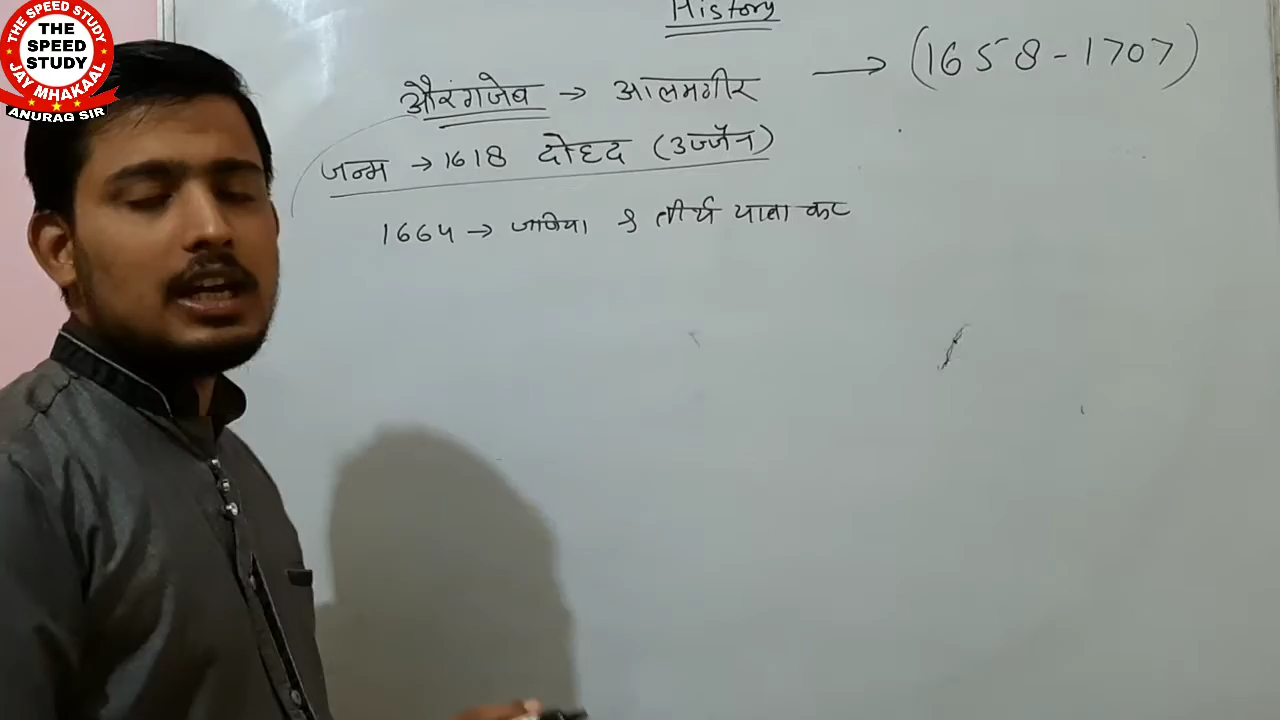 THE SPEED STUDY
THE
SPEED
STUDY
JAY MHAKAAL
ANURAG SIR
History
औरंगजेब → आलमगीर → (1658-1707)
जन्म → 1618 दोहद (उज्जैन)
1664 → जजिया & तीर्थ यात्रा कर